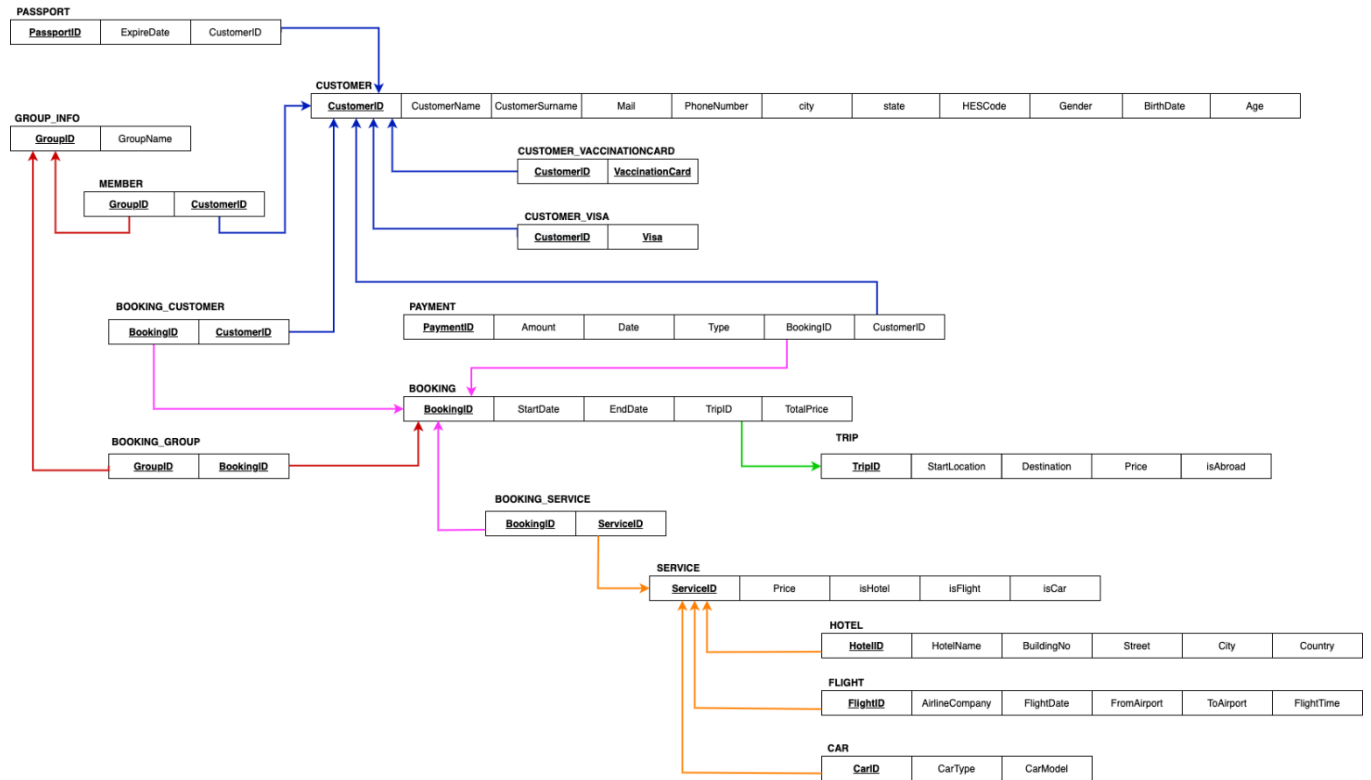 PASSPORT
PassportID ExpireDate CustomerID
CUSTOMER
CustomerID CustomerName CustomerSurname Mail PhoneNumber city state HESCode Gender BirthDate Age
GROUP_INFO
GroupID GroupName
CUSTOMER_VACCINATIONCARD
CustomerID VaccinationCard
MEMBER
GroupID CustomerID
CUSTOMER_VISA
CustomerID Visa
BOOKING_CUSTOMER
BookingID CustomerID
PAYMENT
PaymentID Amount Date Type BookingID CustomerID
BOOKING
BookingID StartDate EndDate TripID TotalPrice
BOOKING_GROUP
GroupID BookingID
TRIP
TripID StartLocation Destination Price isAbroad
BOOKING_SERVICE
BookingID ServiceID
SERVICE
ServiceID Price isHotel isFlight isCar
HOTEL
HotelID HotelName BuildingNo Street City Country
FLIGHT
FlightID AirlineCompany FlightDate FromAirport ToAirport FlightTime
CAR
CarID CarType CarModel